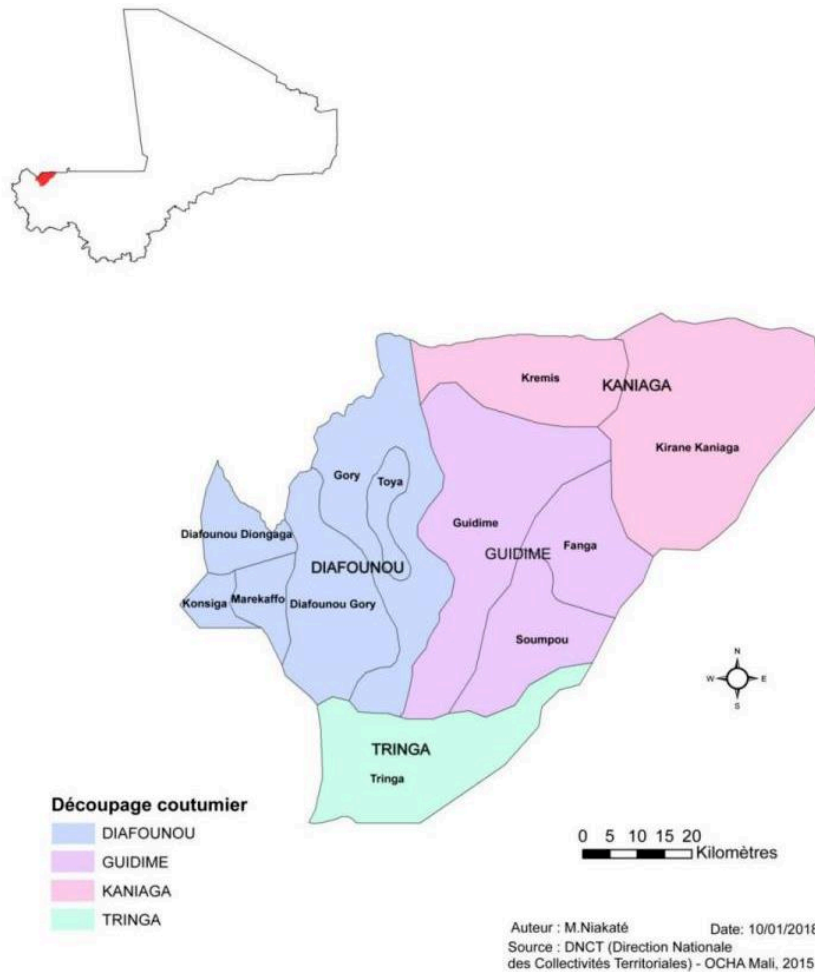 Kremis
KANIAGA
Kirane Kaniaga
Gory
Toya
Guidime
Diafounou Diongaga
Fanga
GUIDIME
DIAFOUNOU
Konsiga
Marekaffo
Diafounou Gory
Soumpou
N
W
E
S
TRINGA
Tringa
Découpage coutumier
DIAFOUNOU
GUIDIME
KANIAGA
TRINGA
0 5 10 15 20
Kilomètres
Auteur : M.Niakaté Date: 10/01/2018
Source : DNCT (Direction Nationale
des Collectivités Territoriales) - OCHA Mali, 2015